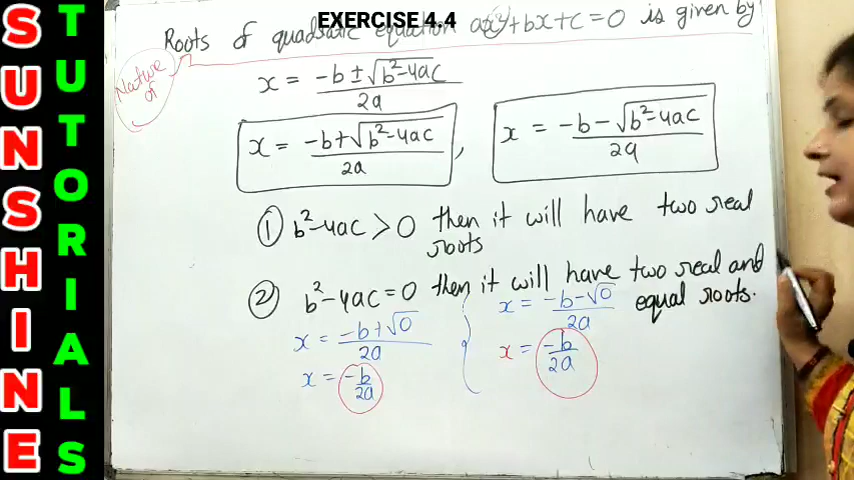 SUNSHINE
TUTORIALS
EXERCISE 4.4
Roots of quadratic equation ax²+bx+c=0 is given by
Nature of
x = -b±√b²-4ac / 2a
x = -b+√b²-4ac / 2a , x = -b-√b²-4ac / 2a
① b²-4ac > 0 then it will have two real
roots
② b²-4ac = 0 then it will have two real and
equal roots.
x = -b+√0 / 2a
x = -b / 2a
x = -b-√0 / 2a
x = -b / 2a